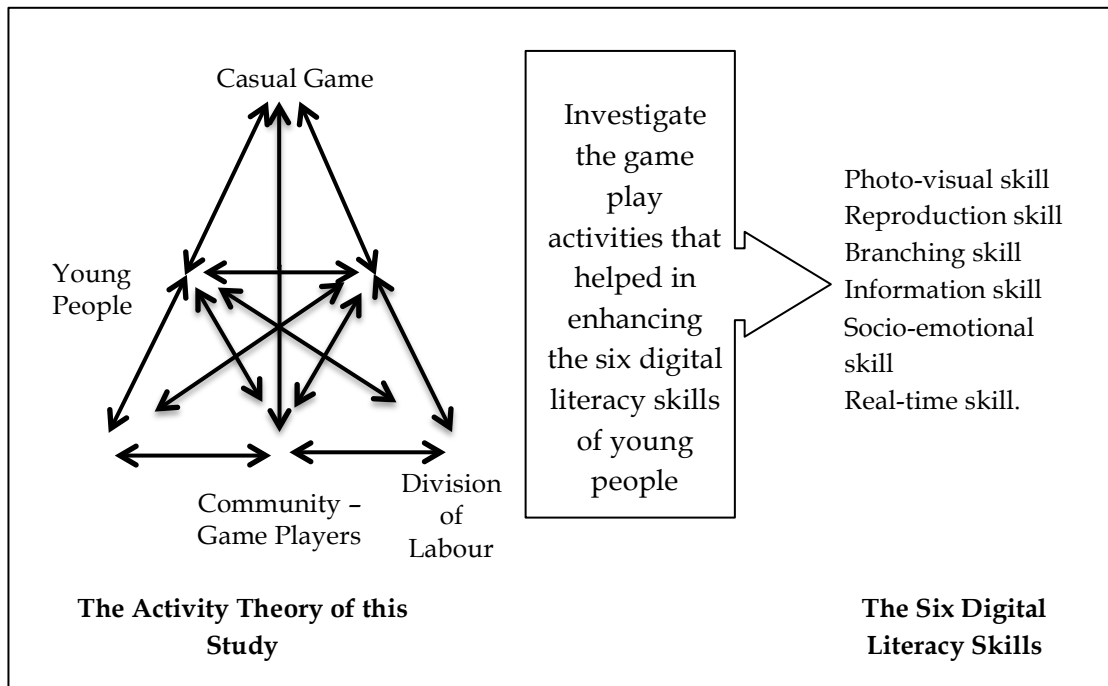 Casual Game
Young
People
Community –
Game Players
Division
of
Labour
The Activity Theory of this
Study
Investigate
the game
play
activities that
helped in
enhancing
the six digital
literacy skills
of young
people
Photo-visual skill
Reproduction skill
Branching skill
Information skill
Socio-emotional
skill
Real-time skill.
The Six Digital
Literacy Skills